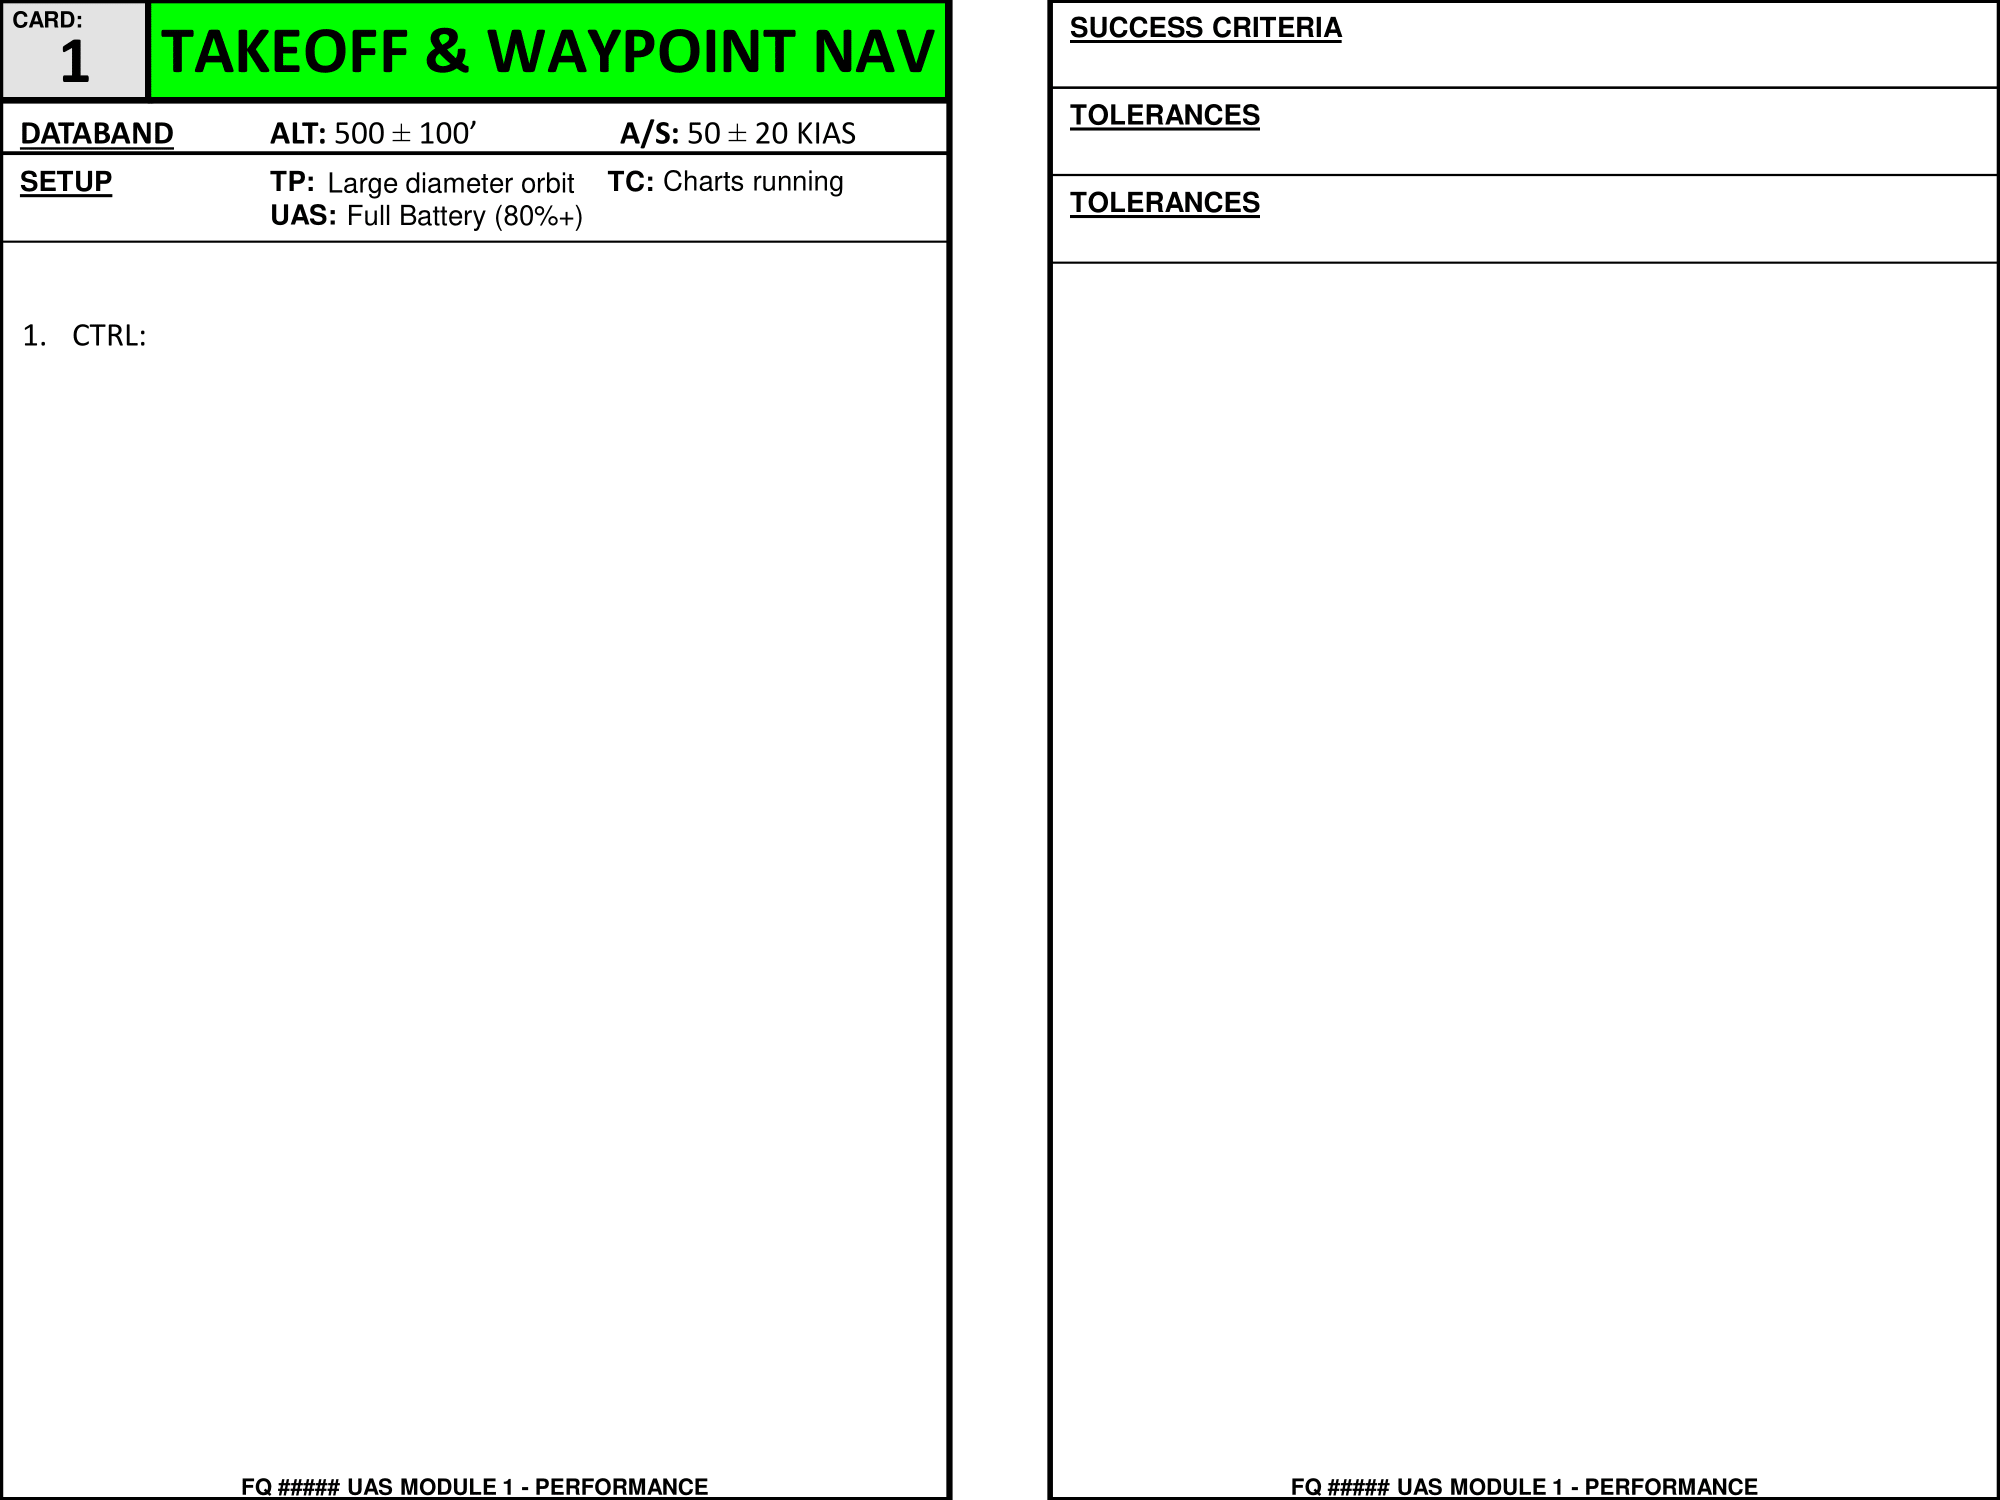 CARD:
1
TAKEOFF & WAYPOINT NAV
DATABAND ALT: 500 ± 100’ A/S: 50 ± 20 KIAS
SETUP TP: Large diameter orbit TC: Charts running
UAS: Full Battery (80%+)
1. CTRL:
FQ ##### UAS MODULE 1 - PERFORMANCE
SUCCESS CRITERIA
TOLERANCES
TOLERANCES
FQ ##### UAS MODULE 1 - PERFORMANCE